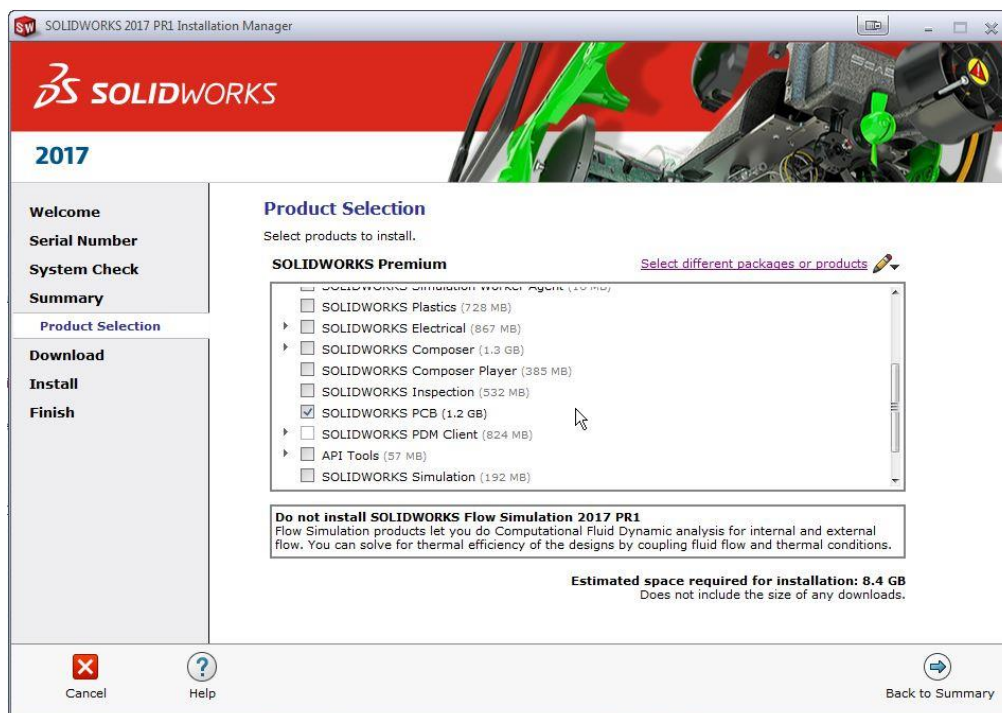 SOLIDWORKS 2017 PR1 Installation Manager
SOLIDWORKS
2017
Welcome
Serial Number
System Check
Summary
Product Selection
Download
Install
Finish
Product Selection
Select products to install.
SOLIDWORKS Premium Select different packages or products
SOLIDWORKS Simulation Worker Agent (16 MB)
SOLIDWORKS Plastics (728 MB)
SOLIDWORKS Electrical (867 MB)
SOLIDWORKS Composer (1.3 GB)
SOLIDWORKS Composer Player (385 MB)
SOLIDWORKS Inspection (532 MB)
SOLIDWORKS PCB (1.2 GB)
SOLIDWORKS PDM Client (824 MB)
API Tools (57 MB)
SOLIDWORKS Simulation (192 MB)
Do not install SOLIDWORKS Flow Simulation 2017 PR1
Flow Simulation products let you do Computational Fluid Dynamic analysis for internal and external
flow. You can solve for thermal efficiency of the designs by coupling fluid flow and thermal conditions.
Estimated space required for installation: 8.4 GB
Does not include the size of any downloads.
Cancel
Help
Back to Summary